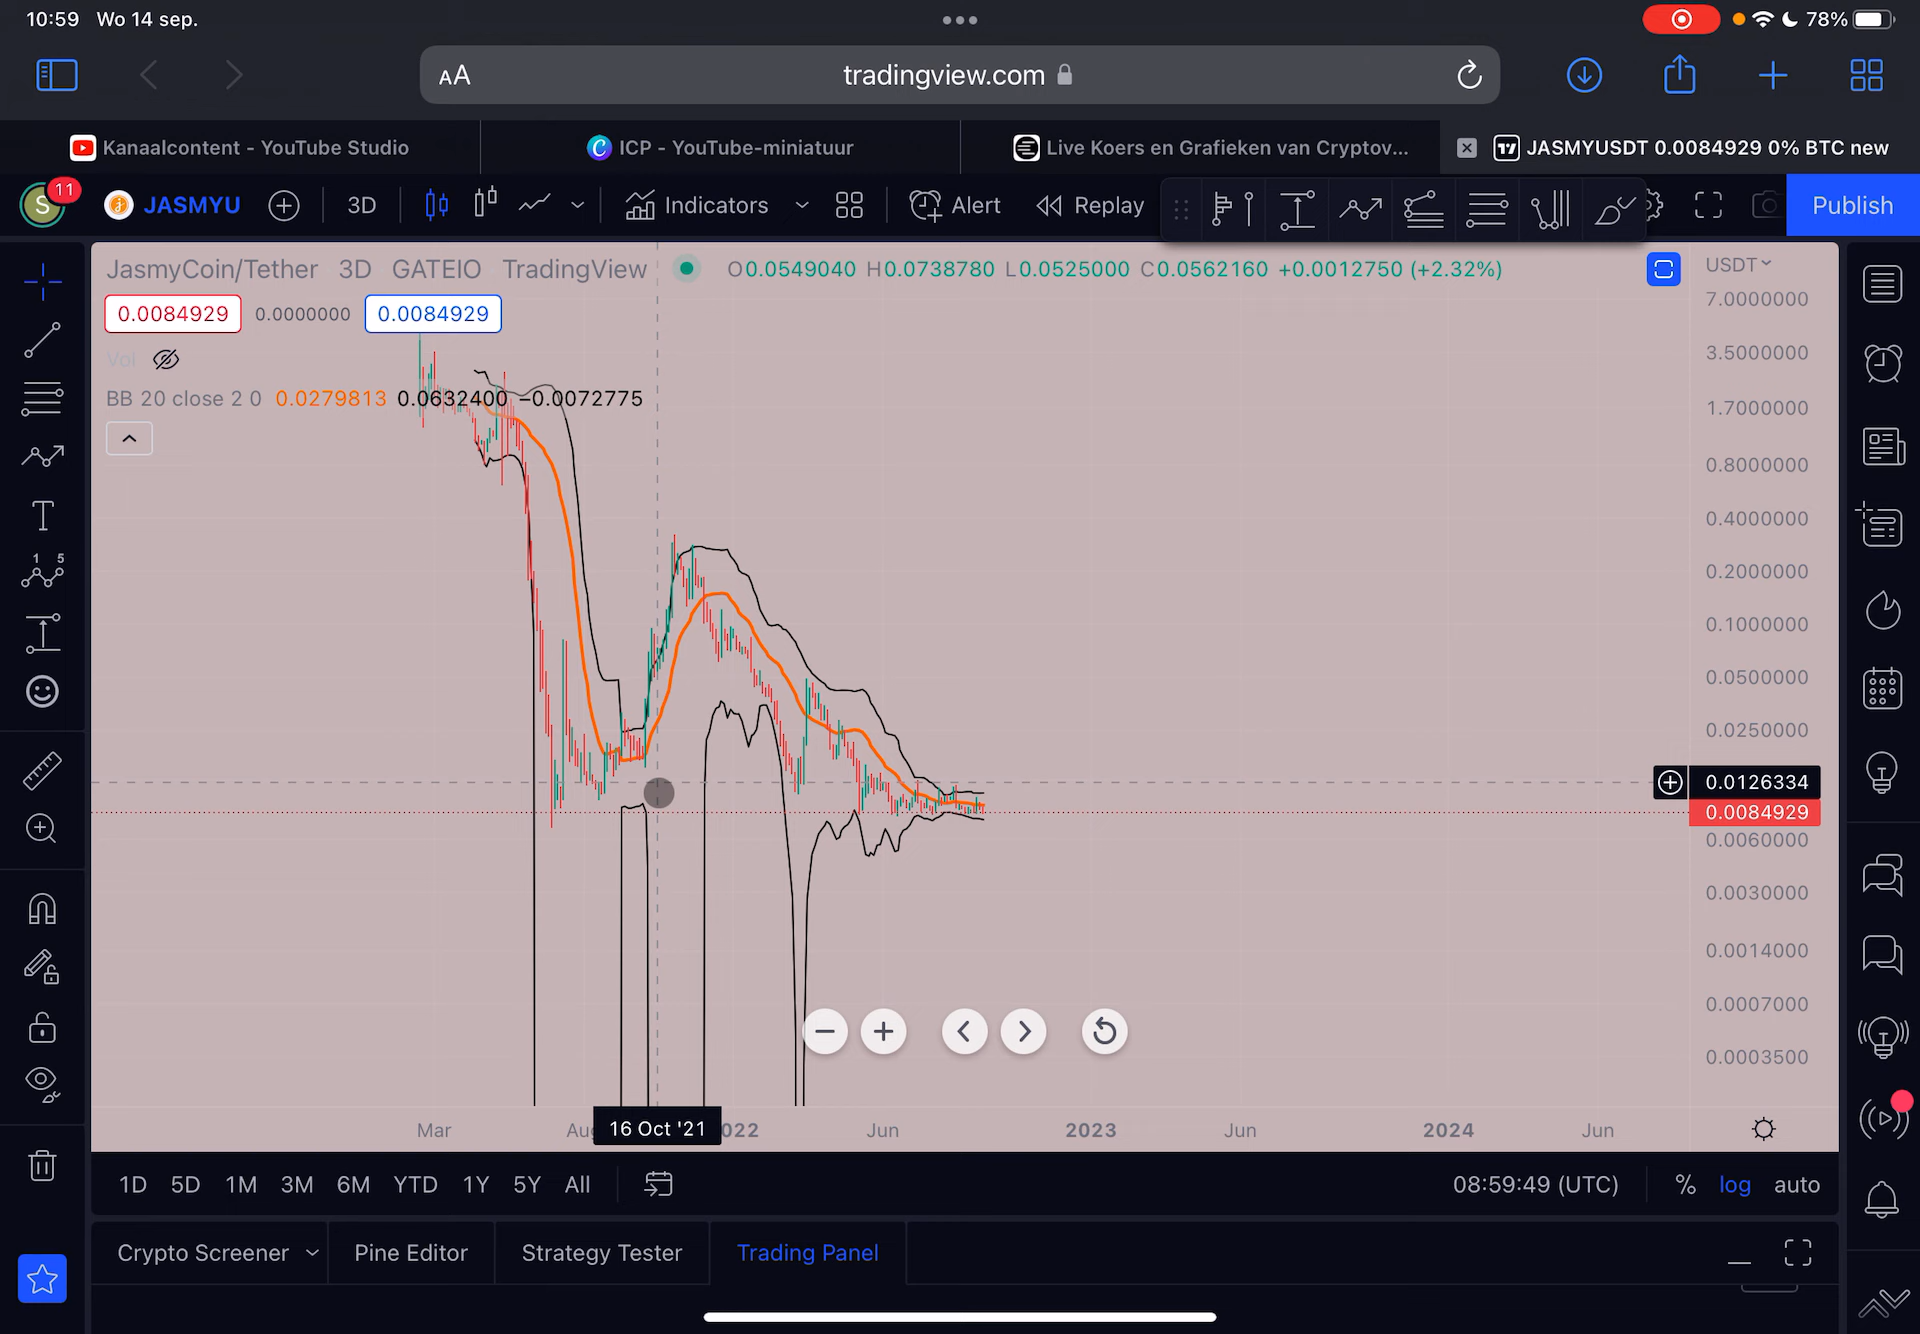 10:59 Wo 14 sep.
78%
AA
tradingview.com
Kanaalcontent - YouTube Studio
ICP - YouTube-miniatuur
Live Koers en Grafieken van Cryptov...
JASMYUSDT 0.0084929 0% BTC new
S
11
JASMYU
3D
Indicators
Alert
Replay
Publish
JasmyCoin/Tether 3D GATEIO TradingView
O0.0549040 H0.0738780 L0.0525000 C0.0562160 +0.0012750 (+2.32%)
USDT
0.0084929 0.0000000 0.0084929
Vol
BB 20 close 2 0 0.0279813 0.0632400 −0.0072775
7.0000000
3.5000000
1.7000000
0.8000000
0.4000000
0.2000000
0.1000000
0.0500000
0.0250000
0.0126334
0.0084929
0.0060000
0.0030000
0.0014000
0.0007000
0.0003500
Mar
16 Oct '21
Jun
2023
Jun
2024
Jun
1D 5D 1M 3M 6M YTD 1Y 5Y All
08:59:49 (UTC)
% log auto
Crypto Screener
Pine Editor
Strategy Tester
Trading Panel